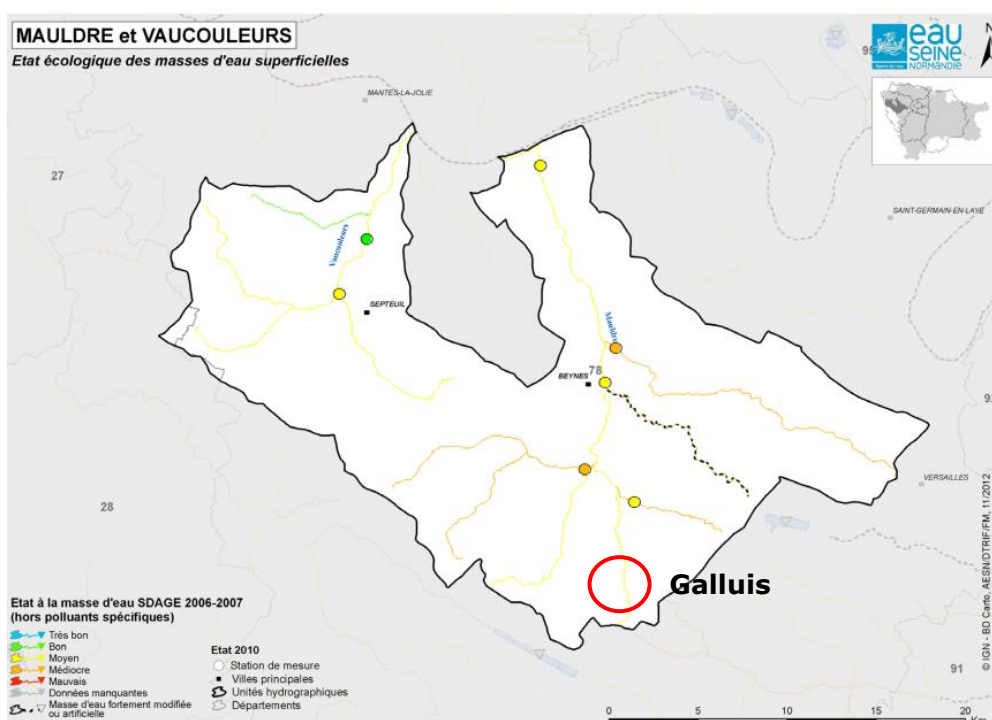 MAULDRE et VAUCOULEURS
Etat écologique des masses d'eau superficielles
eau
SEINE
NORMANDIE
N
95
MANTES-LA-JOLIE
27
SAINT-GERMAIN-EN-LAYE
Vaucouleurs
SEPTEUIL
Mauldre
78
BEYNES
VERSAILLES
28
Galluis
91
Etat à la masse d'eau SDAGE 2006-2007
(hors polluants spécifiques)
Très bon
Bon
Moyen
Médiocre
Mauvais
Données manquantes
Masse d'eau fortement modifiée
ou artificielle
Etat 2010
Station de mesure
Villes principales
Unités hydrographiques
Départements
0 5 10 15 20
Km
© IGN - BD Carto, AESN/DTRIF/FM, 11/2012